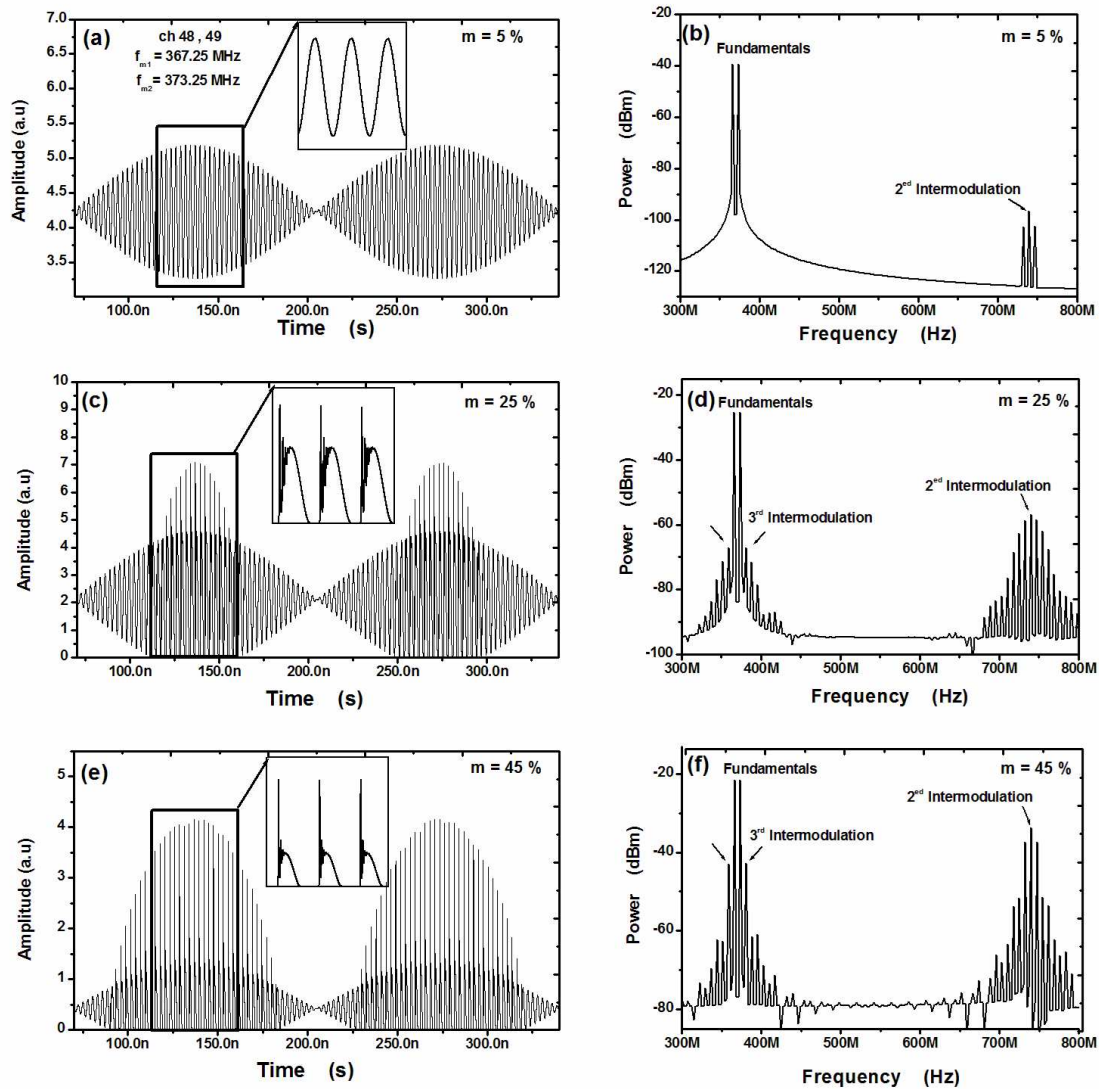 (a)
ch 48 , 49
fm1 = 367.25 MHz
fm2 = 373.25 MHz
m = 5 %
7.0
6.5
6.0
5.5
5.0
4.5
4.0
3.5
Amplitude (a.u)
100.0n 150.0n 200.0n 250.0n 300.0n
Time (s)
(b)
m = 5 %
Fundamentals
2ed Intermodulation
-20
-40
-60
-80
-100
-120
Power (dBm)
300M 400M 500M 600M 700M 800M
Frequency (Hz)
(c)
m = 25 %
10
9
8
7
6
5
4
3
2
1
0
Amplitude (a.u)
100.0n 150.0n 200.0n 250.0n 300.0n
Time (s)
(d)
m = 25 %
Fundamentals
2ed Intermodulation
3rd Intermodulation
-20
-40
-60
-80
-100
Power (dBm)
300M 400M 500M 600M 700M 800M
Frequency (Hz)
(e)
m = 45 %
5
4
3
2
1
0
Amplitude (a.u)
100.0n 150.0n 200.0n 250.0n 300.0n
Time (s)
(f)
m = 45 %
Fundamentals
2ed Intermodulation
3rd Intermodulation
-20
-40
-60
-80
Power (dBm)
300M 400M 500M 600M 700M 800M
Frequency (Hz)